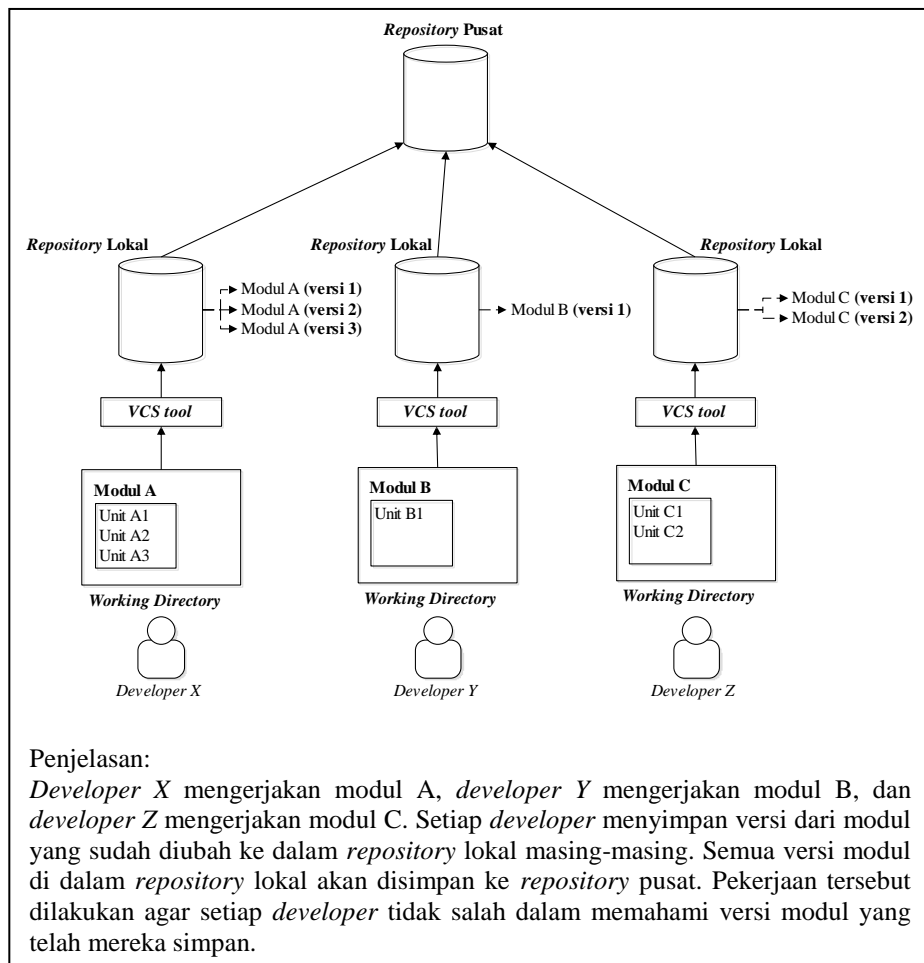 Repository Pusat
Repository Lokal
Repository Lokal
Repository Lokal
Modul A (versi 1)
Modul A (versi 2)
Modul A (versi 3)
Modul B (versi 1)
Modul C (versi 1)
Modul C (versi 2)
VCS tool
VCS tool
VCS tool
Modul A
Unit A1
Unit A2
Unit A3
Modul B
Unit B1
Modul C
Unit C1
Unit C2
Working Directory
Working Directory
Working Directory
Developer X
Developer Y
Developer Z
Penjelasan:
Developer X mengerjakan modul A, developer Y mengerjakan modul B, dan
developer Z mengerjakan modul C. Setiap developer menyimpan versi dari modul
yang sudah diubah ke dalam repository lokal masing-masing. Semua versi modul
di dalam repository lokal akan disimpan ke repository pusat. Pekerjaan tersebut
dilakukan agar setiap developer tidak salah dalam memahami versi modul yang
telah mereka simpan.